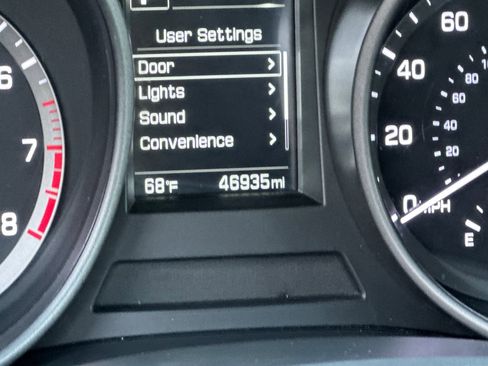 User Settings
Door >
Lights >
Sound >
Convenience >
68°F 46935mi
6
7
8
60
40
20
0 MPH
80
60
40
20
E